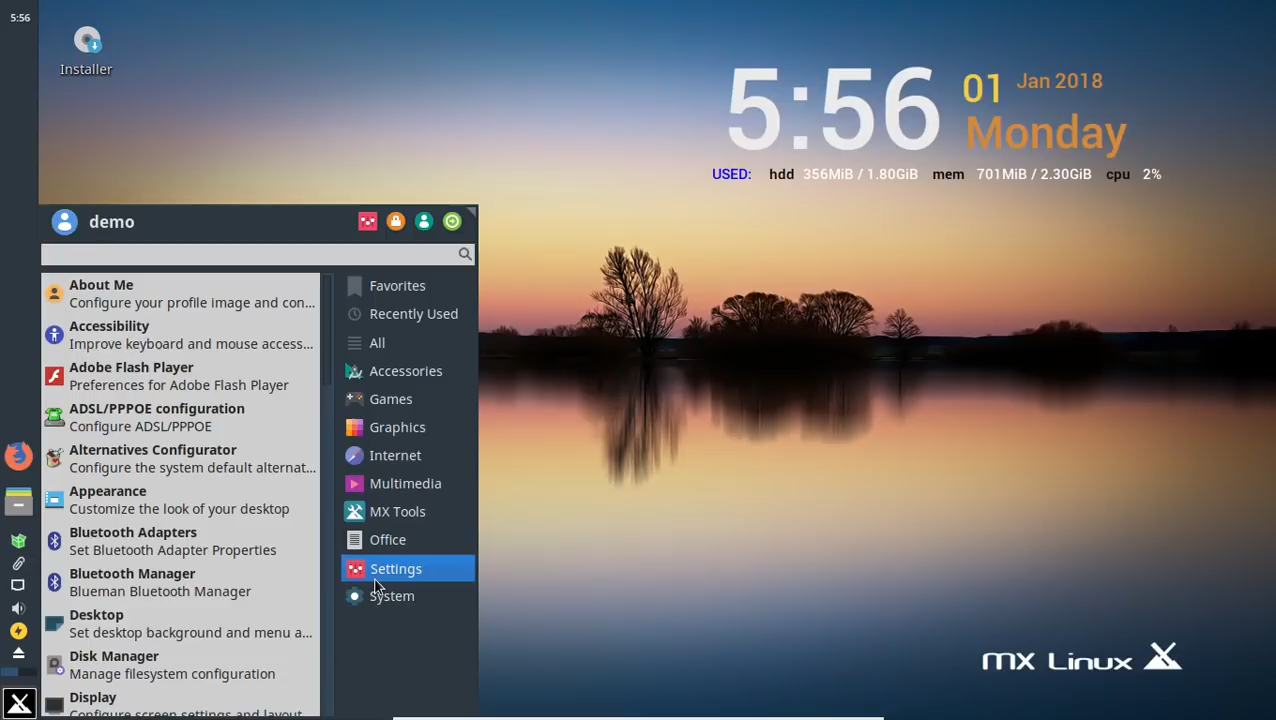 5:56
Installer
5:56
01
Jan 2018
Monday
USED: hdd 356MiB / 1.80GiB mem 701MiB / 2.30GiB cpu 2%
demo
About Me
Configure your profile image and con...
Accessibility
Improve keyboard and mouse access...
Adobe Flash Player
Preferences for Adobe Flash Player
ADSL/PPPOE configuration
Configure ADSL/PPPOE
Alternatives Configurator
Configure the system default alternat...
Appearance
Customize the look of your desktop
Bluetooth Adapters
Set Bluetooth Adapter Properties
Bluetooth Manager
Blueman Bluetooth Manager
Desktop
Set desktop background and menu a...
Disk Manager
Manage filesystem configuration
Display
Configure screen settings and layout
Favorites
Recently Used
All
Accessories
Games
Graphics
Internet
Multimedia
MX Tools
Office
Settings
System
MX Linux